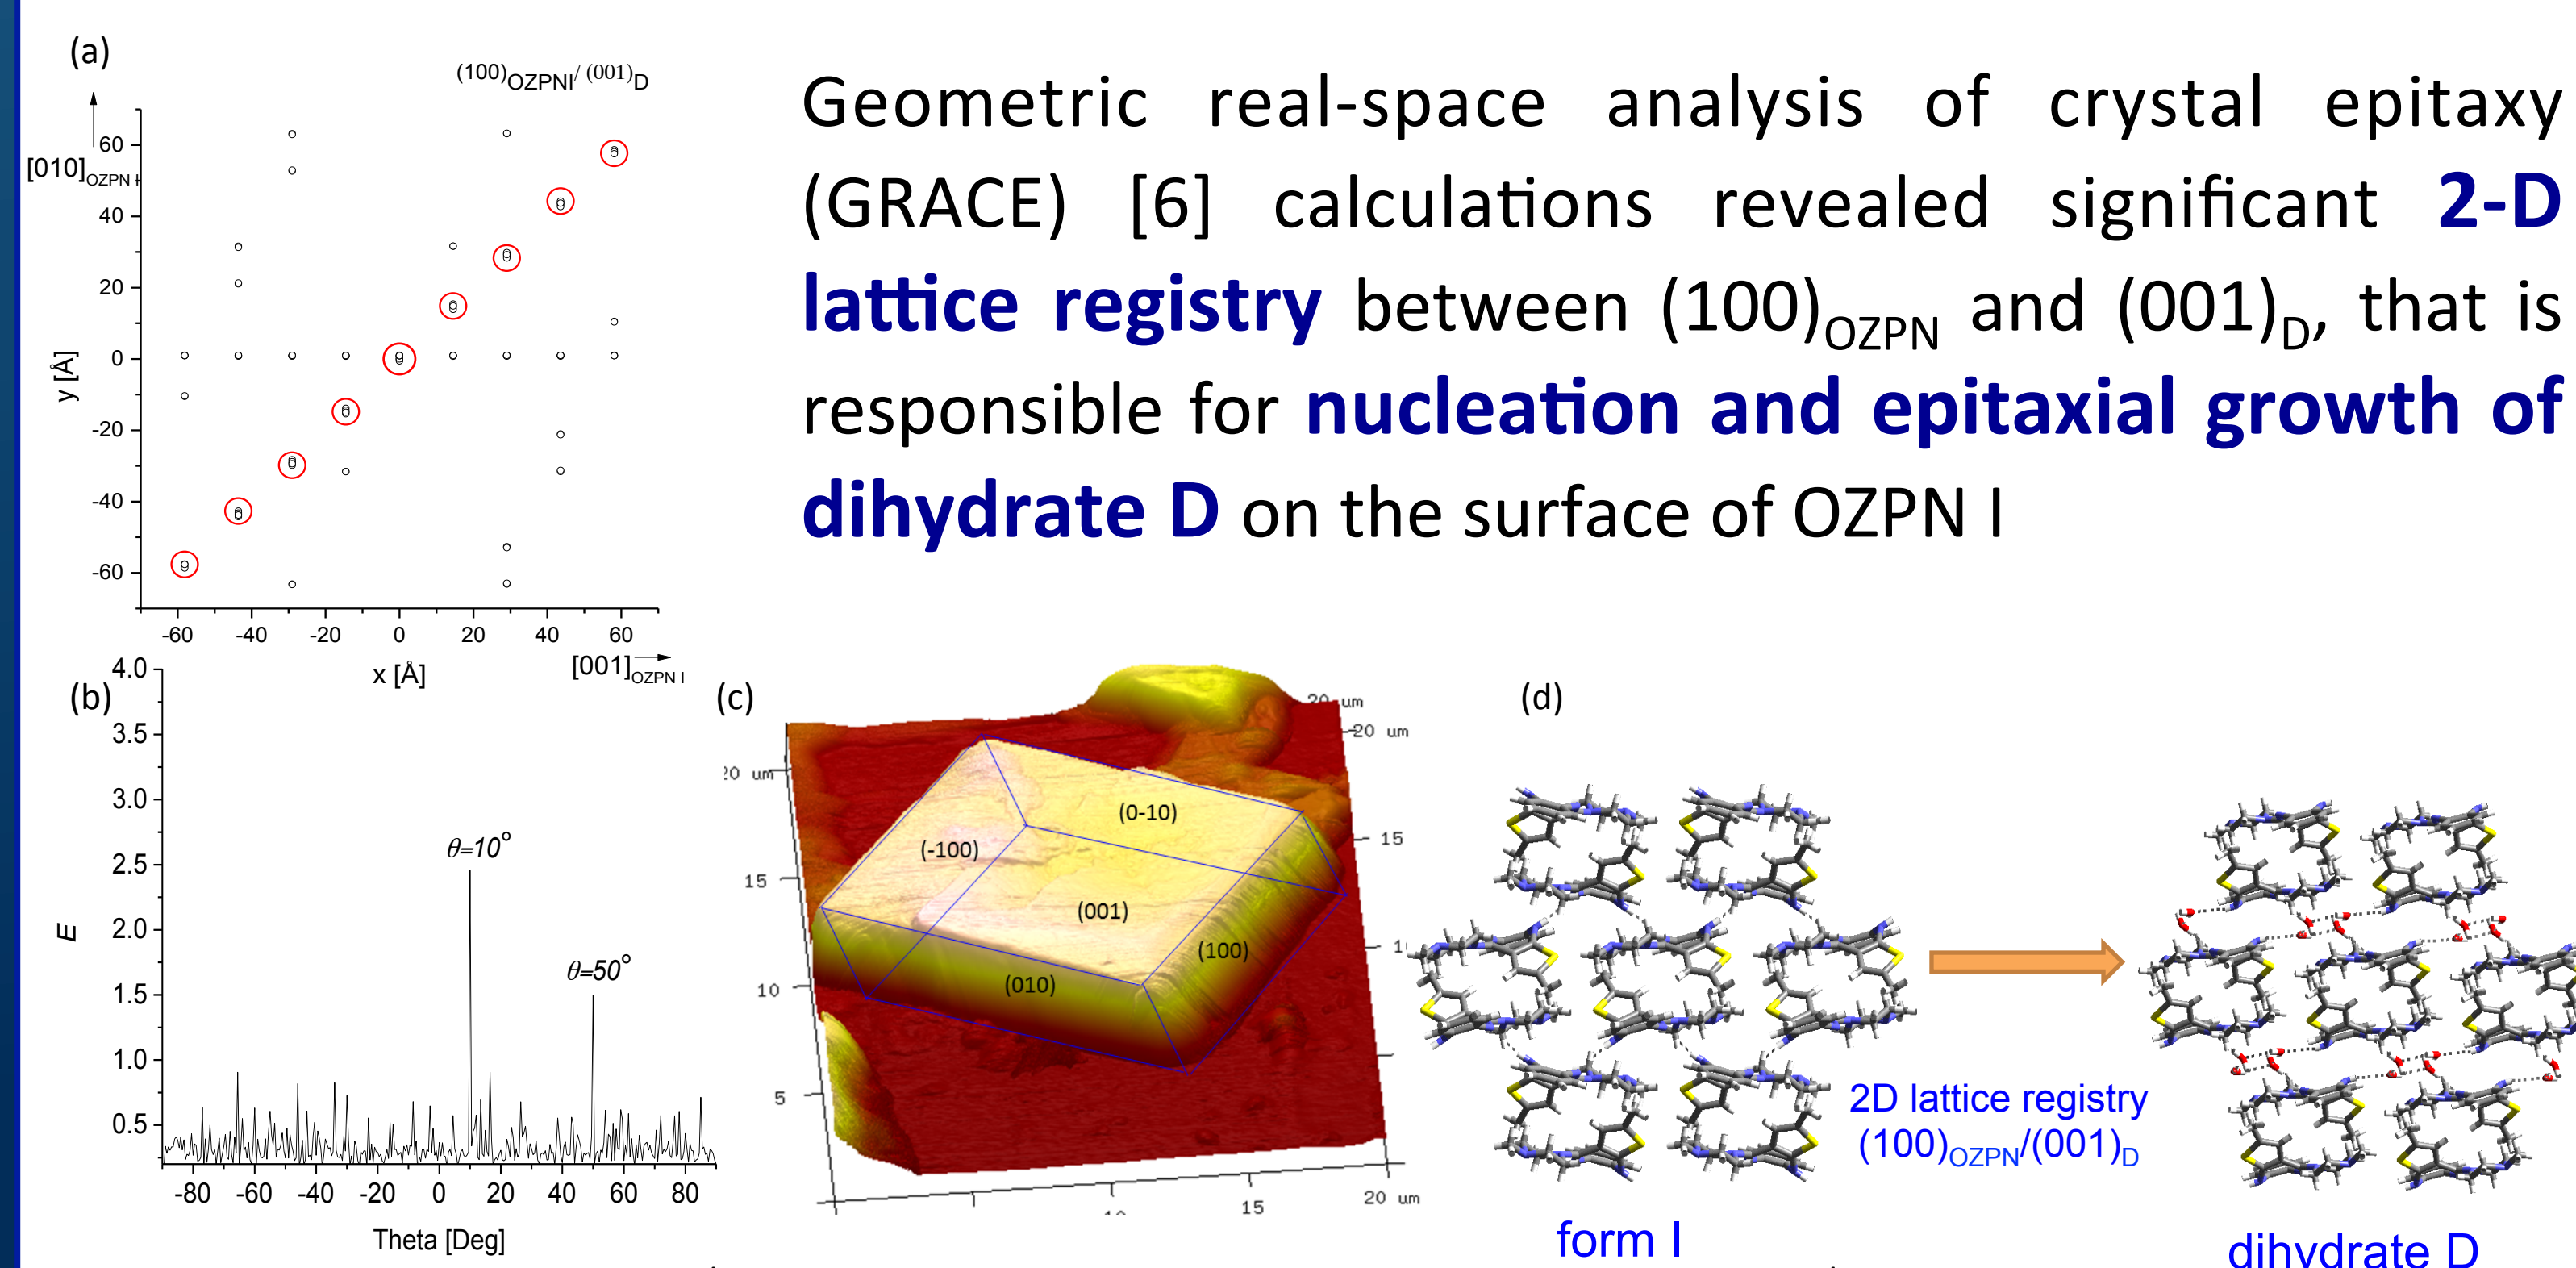 (a)
(100)OZPNI/ (001)D
[010]OZPN I
60
40
20
0
-20
-40
-60
y [Å]
-60 -40 -20 0 20 40 60
x [Å]
[001]OZPN I
Geometric real-space analysis of crystal epitaxy
(GRACE) [6] calculations revealed significant 2-D
lattice registry between (100)OZPN and (001)D, that is
responsible for nucleation and epitaxial growth of
dihydrate D on the surface of OZPN I
(b)
4.0
3.5
3.0
2.5
2.0
1.5
1.0
0.5
E
θ=10°
θ=50°
-80 -60 -40 -20 0 20 40 60 80
Theta [Deg]
(c)
20 um
20 um
20 um
15
15
10
5
15
20 um
(0-10)
(-100)
(001)
(100)
(010)
(d)
2D lattice registry
(100)OZPN/(001)D
form I
dihydrate D